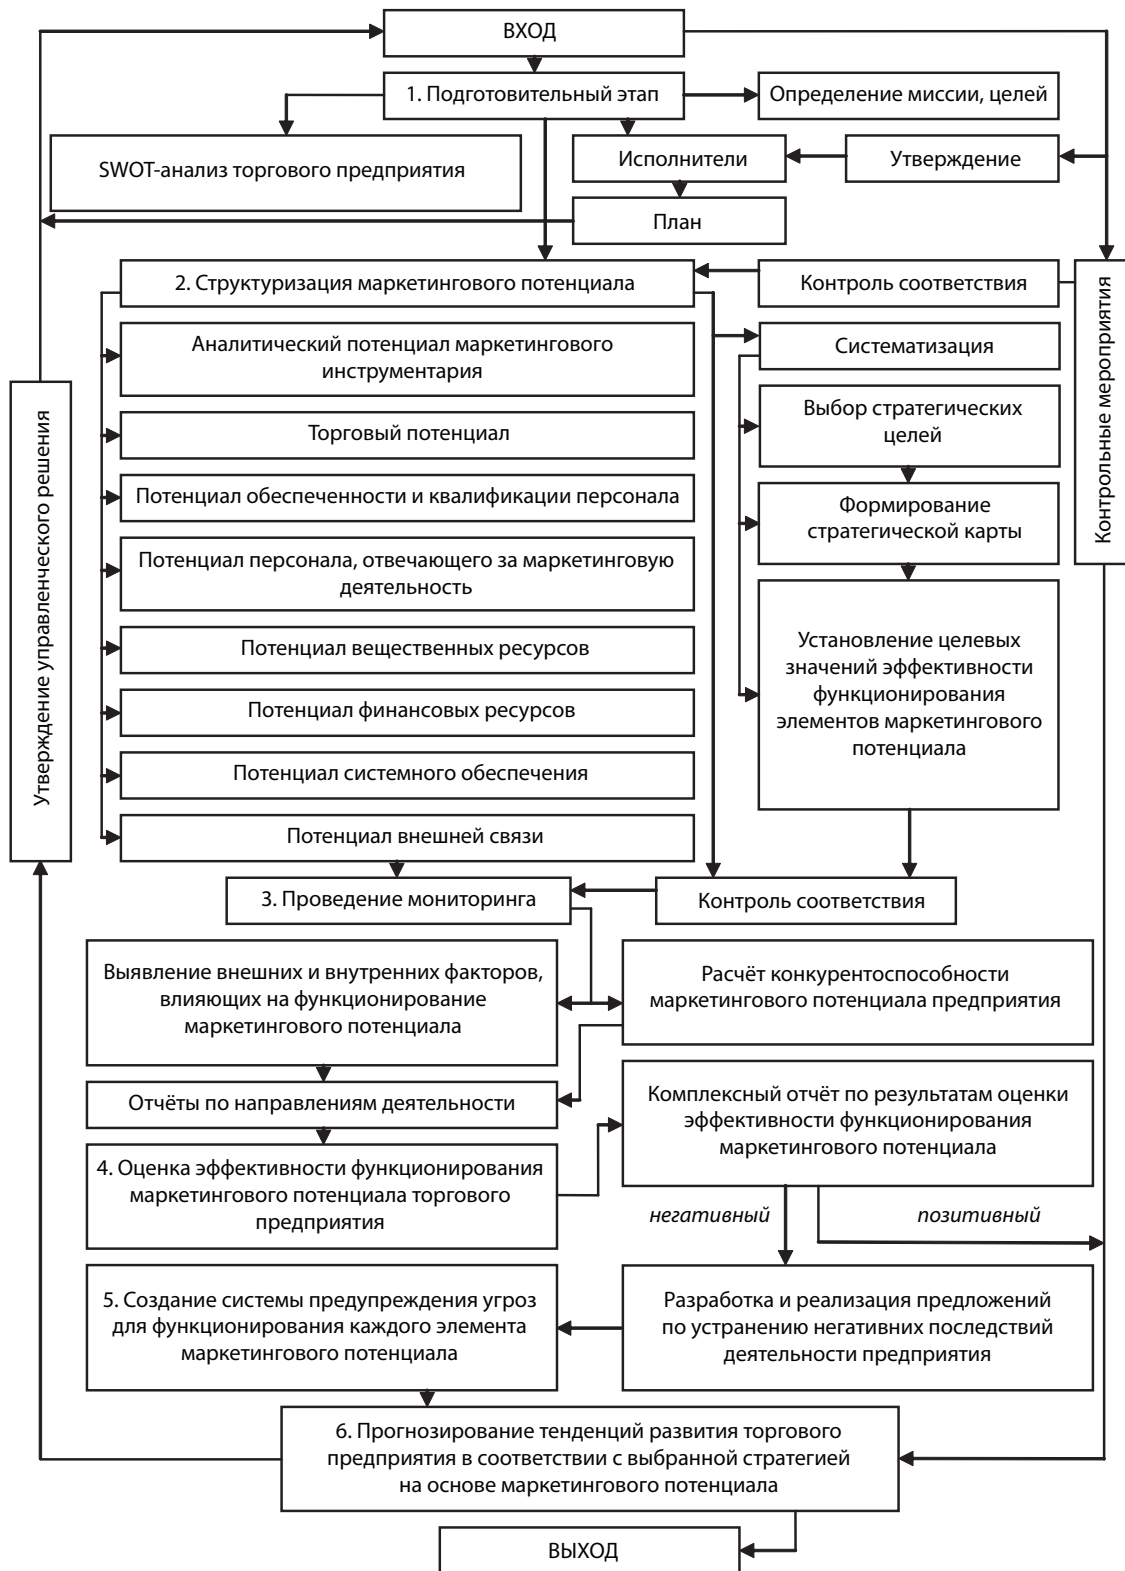 ВХОД
1. Подготовительный этап
Определение миссии, целей
SWOT-анализ торгового предприятия
Исполнители
Утверждение
План
2. Структуризация маркетингового потенциала
Контроль соответствия
Контрольные мероприятия
Утверждение управленческого решения
Аналитический потенциал маркетингового
инструментария
Торговый потенциал
Потенциал обеспеченности и квалификации персонала
Потенциал персонала, отвечающего за маркетинговую
деятельность
Потенциал вещественных ресурсов
Потенциал финансовых ресурсов
Потенциал системного обеспечения
Потенциал внешней связи
Систематизация
Выбор стратегических
целей
Формирование
стратегической карты
Установление целевых
значений эффективности
функционирования
элементов маркетингового
потенциала
3. Проведение мониторинга
Контроль соответствия
Выявление внешних и внутренних факторов,
влияющих на функционирование
маркетингового потенциала
Расчёт конкурентоспособности
маркетингового потенциала предприятия
Отчёты по направлениям деятельности
Комплексный отчёт по результатам оценки
эффективности функционирования
маркетингового потенциала
4. Оценка эффективности функционирования
маркетингового потенциала торгового
предприятия
негативный
позитивный
5. Создание системы предупреждения угроз
для функционирования каждого элемента
маркетингового потенциала
Разработка и реализация предложений
по устранению негативних последствий
деятельности предприятия
6. Прогнозирование тенденций развития торгового
предприятия в соответствии с выбранной стратегией
на основе маркетингового потенциала
ВЫХОД